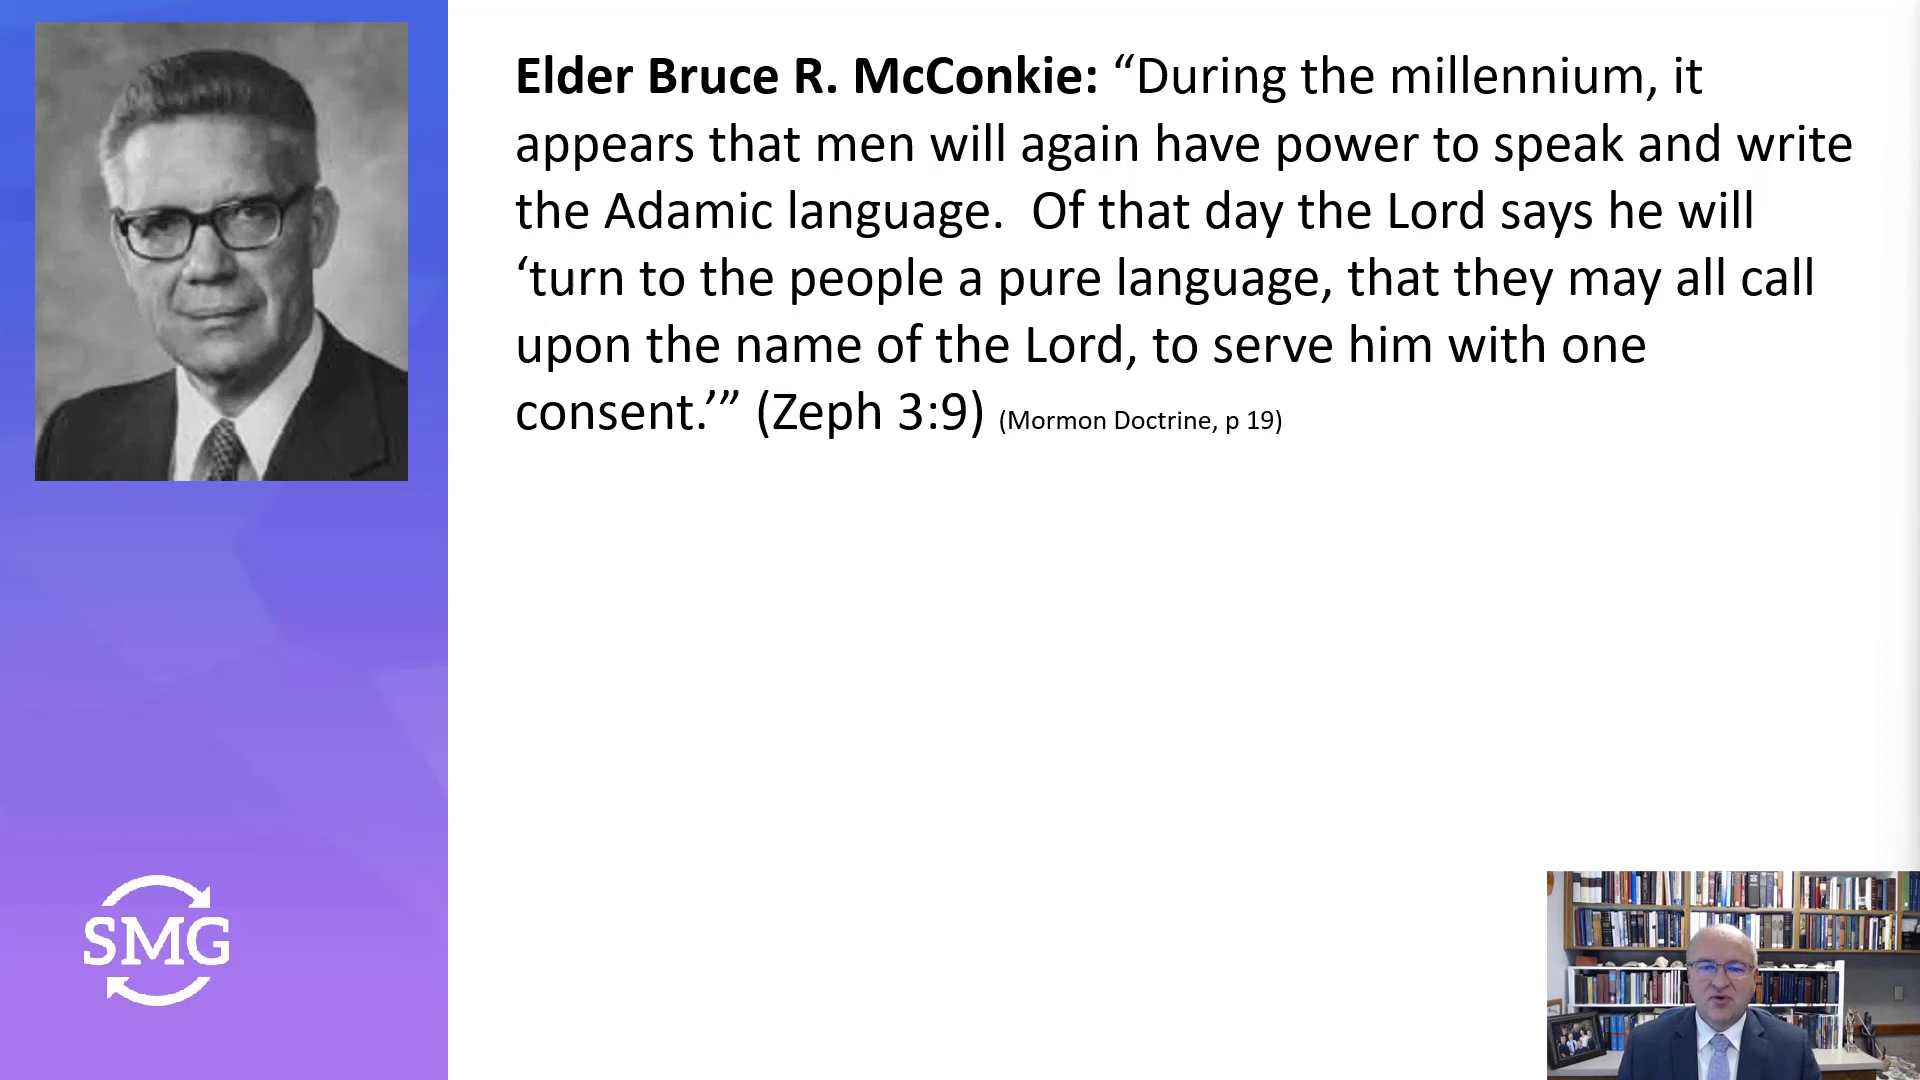 Elder Bruce R. McConkie: “During the millennium, it
appears that men will again have power to speak and write
the Adamic language.  Of that day the Lord says he will
‘turn to the people a pure language, that they may all call
upon the name of the Lord, to serve him with one
consent.’” (Zeph 3:9) (Mormon Doctrine, p 19)
SMG